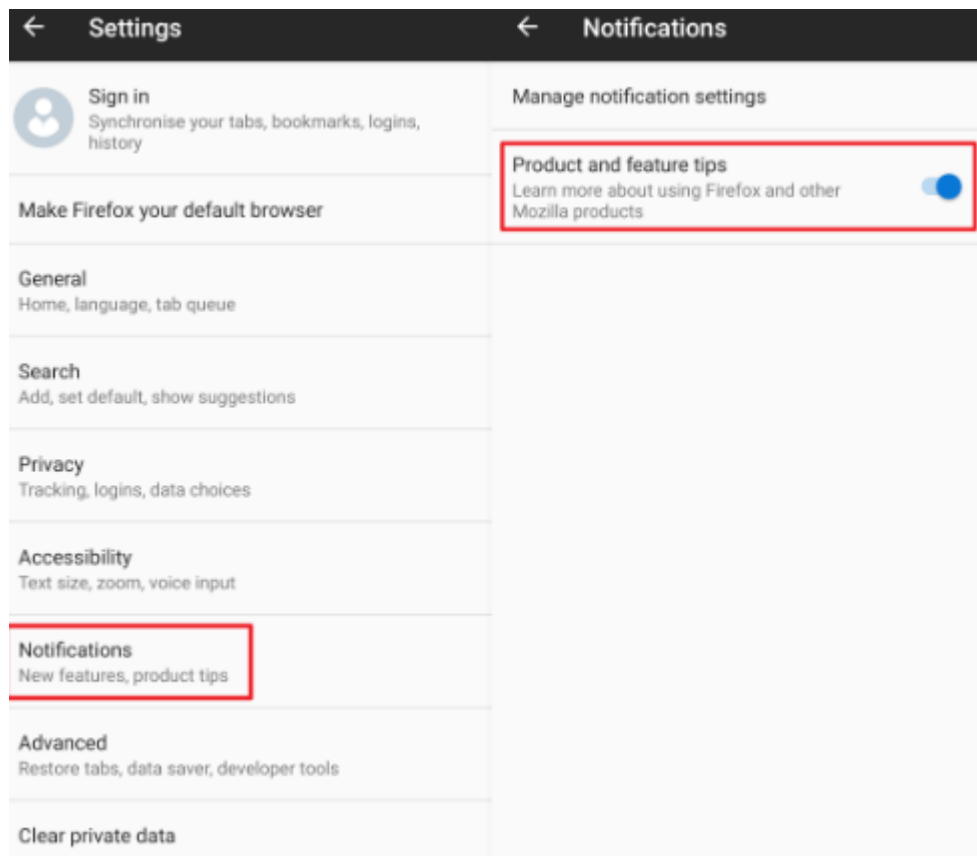 Settings
Sign in
Synchronise your tabs, bookmarks, logins,
history
Make Firefox your default browser
General
Home, language, tab queue
Search
Add, set default, show suggestions
Privacy
Tracking, logins, data choices
Accessibility
Text size, zoom, voice input
Notifications
New features, product tips
Advanced
Restore tabs, data saver, developer tools
Clear private data
Notifications
Manage notification settings
Product and feature tips
Learn more about using Firefox and other
Mozilla products